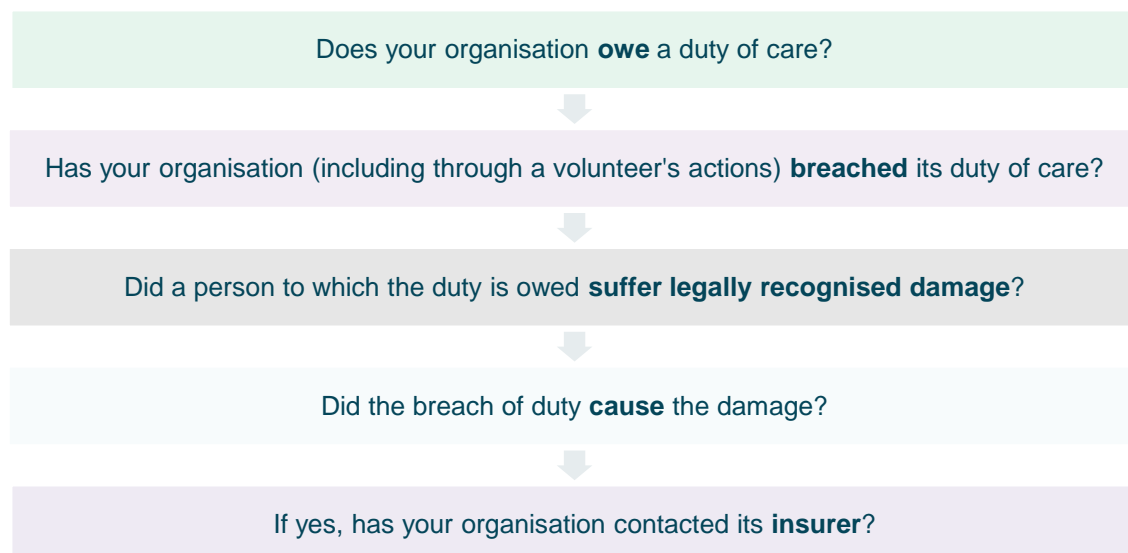 Does your organisation owe a duty of care?
Has your organisation (including through a volunteer's actions) breached its duty of care?
Did a person to which the duty is owed suffer legally recognised damage?
Did the breach of duty cause the damage?
If yes, has your organisation contacted its insurer?